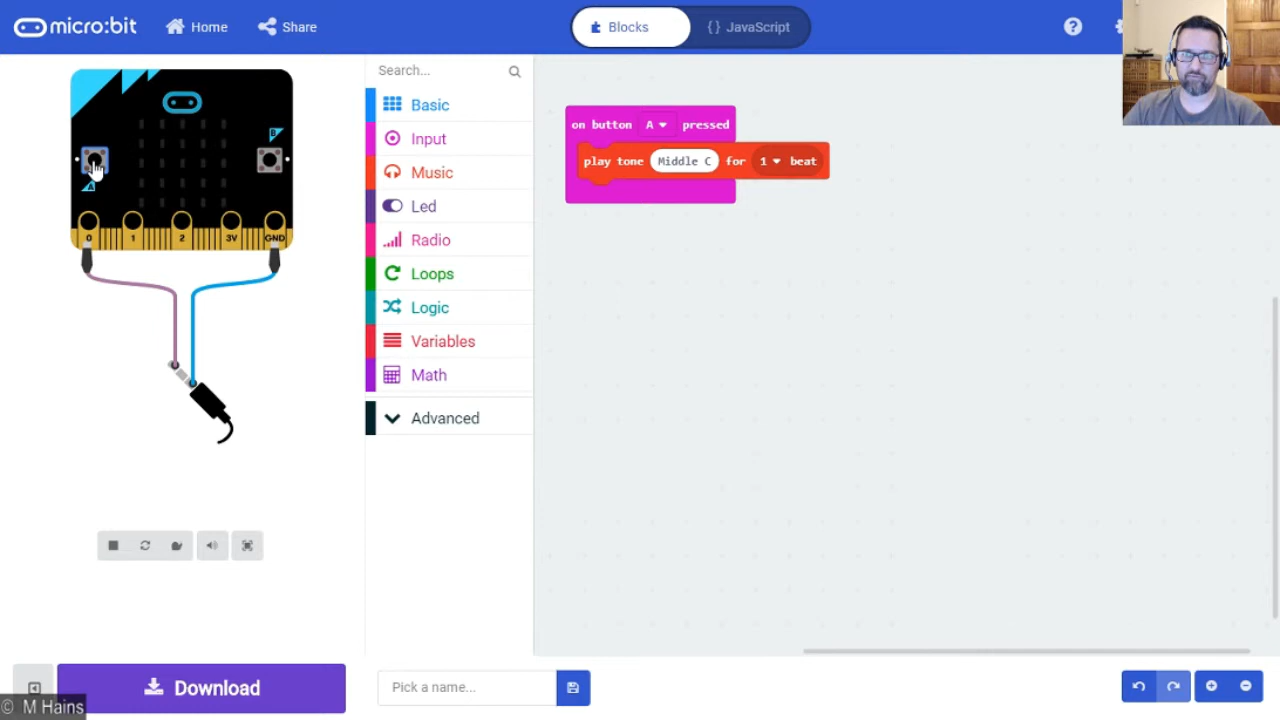 micro:bit
Home
Share
Blocks
{ } JavaScript
?
Search...
Basic
Input
Music
Led
Radio
Loops
Logic
Variables
Math
Advanced
B
A
0 1 2 3V GND
on button A pressed
play tone Middle C for 1 beat
Download
Pick a name...
© M Hains